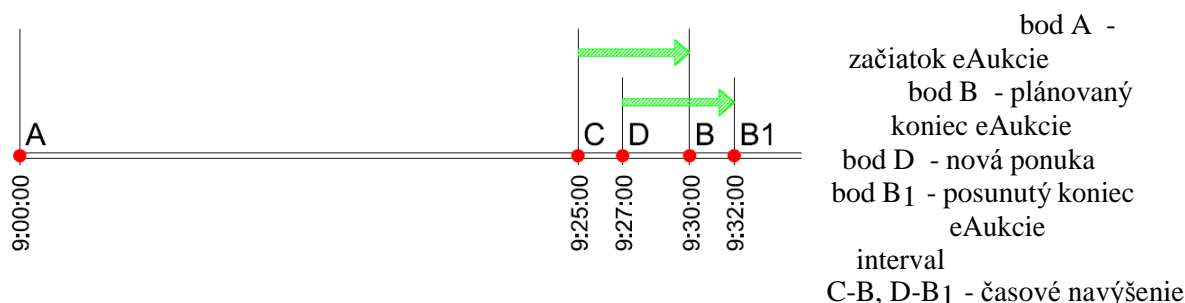 A
C
D
B
B1
9:00:00
9:25:00
9:27:00
9:30:00
9:32:00
bod A -
začiatok eAukcie
bod B - plánovaný
koniec eAukcie
bod D - nová ponuka
bod B1 - posunutý koniec
eAukcie
interval
C-B, D-B1 - časové navýšenie